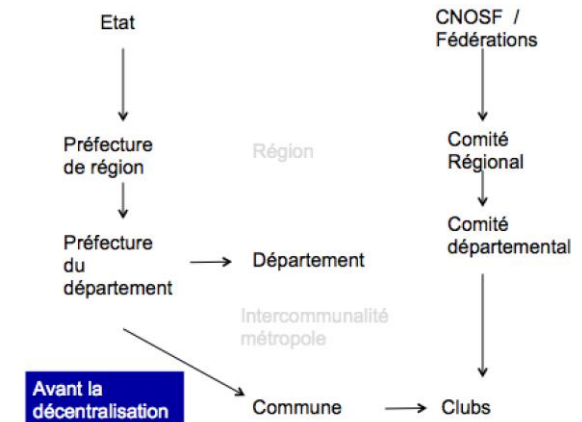 Etat
CNOSF /
Fédérations
Préfecture
de région
Région
Comité
Régional
Préfecture
du
département
Département
Comité
départemental
Intercommunalité
métropole
Avant la
décentralisation
Commune
Clubs